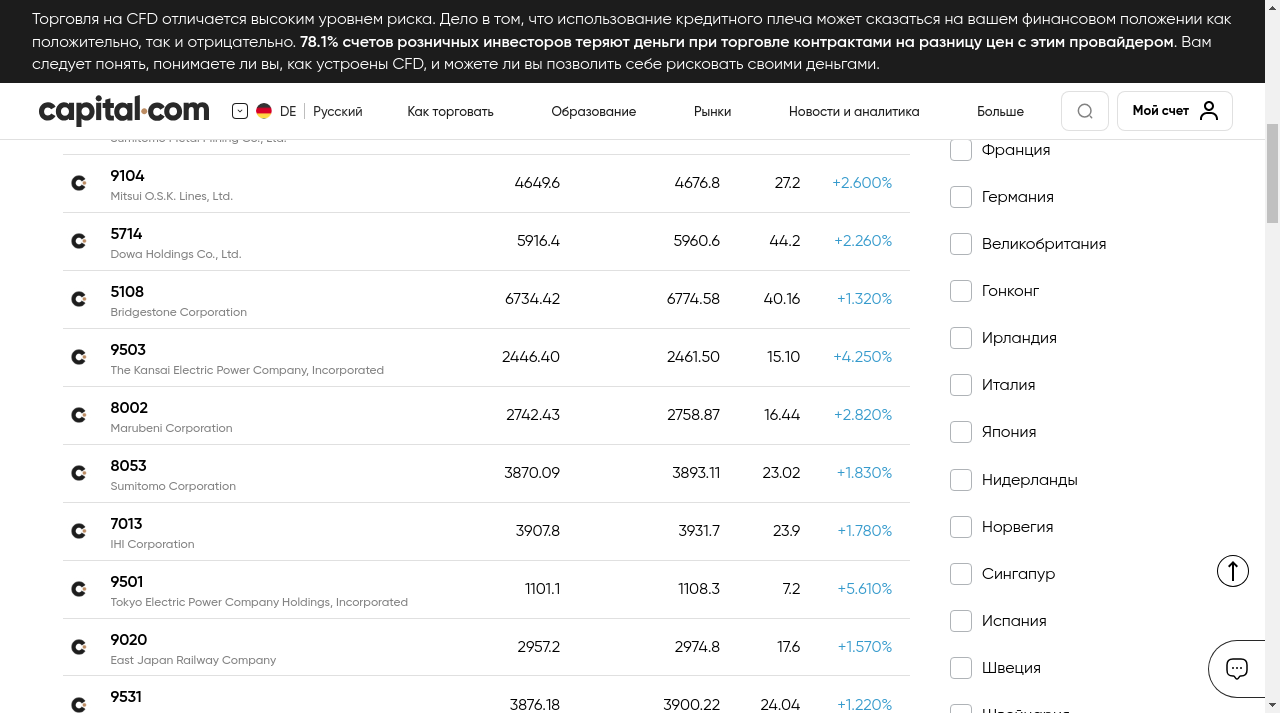 Торговля на CFD отличается высоким уровнем риска. Дело в том, что использование кредитного плеча может сказаться на вашем финансовом положении как
положительно, так и отрицательно. 78.1% счетов розничных инвесторов теряют деньги при торговле контрактами на разницу цен с этим провайдером. Вам
следует понять, понимаете ли вы, как устроены CFD, и можете ли вы позволить себе рисковать своими деньгами.
capital.com DE Русский Как торговать Образование Рынки Новости и аналитика Больше Мой счет
Sumitomo Metal Mining Co., Ltd.
9104 4649.6 4676.8 27.2 +2.600%
Mitsui O.S.K. Lines, Ltd.
5714 5916.4 5960.6 44.2 +2.260%
Dowa Holdings Co., Ltd.
5108 6734.42 6774.58 40.16 +1.320%
Bridgestone Corporation
9503 2446.40 2461.50 15.10 +4.250%
The Kansai Electric Power Company, Incorporated
8002 2742.43 2758.87 16.44 +2.820%
Marubeni Corporation
8053 3870.09 3893.11 23.02 +1.830%
Sumitomo Corporation
7013 3907.8 3931.7 23.9 +1.780%
IHI Corporation
9501 1101.1 1108.3 7.2 +5.610%
Tokyo Electric Power Company Holdings, Incorporated
9020 2957.2 2974.8 17.6 +1.570%
East Japan Railway Company
9531 3876.18 3900.22 24.04 +1.220%
Франция
Германия
Великобритания
Гонконг
Ирландия
Италия
Япония
Нидерланды
Норвегия
Сингапур
Испания
Швеция
Швейцария